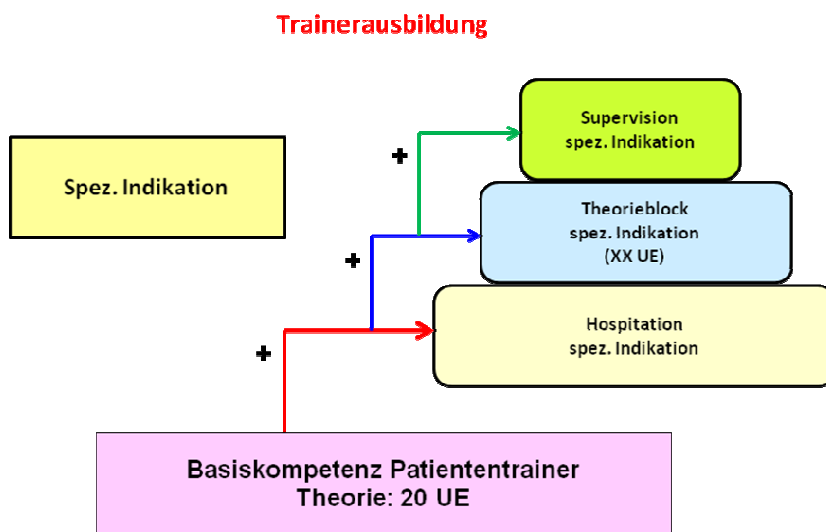 Trainerausbildung
Supervision
spez. Indikation
+
Spez. Indikation
Theorieblock
spez. Indikation
(XX UE)
+
Hospitation
spez. Indikation
+
Basiskompetenz Patiententrainer
Theorie: 20 UE